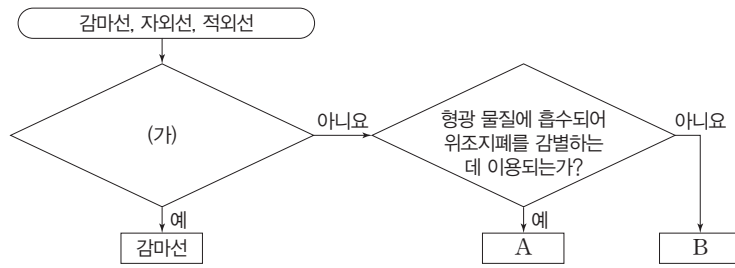 감마선, 자외선, 적외선
(가)
아니요
형광 물질에 흡수되어
위조지폐를 감별하는
데 이용되는가?
아니요
예
예
감마선
A
B